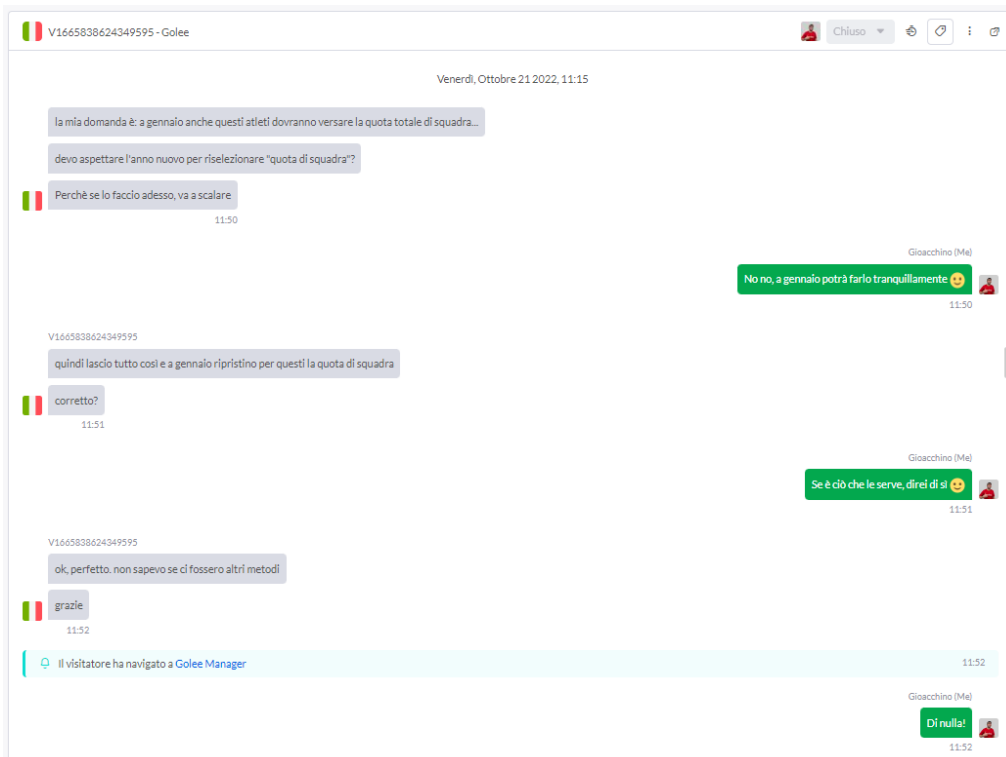 V1665838624349595 - Golee
Chiuso
Venerdì, Ottobre 21 2022, 11:15
la mia domanda è: a gennaio anche questi atleti dovranno versare la quota totale di squadra...
devo aspettare l'anno nuovo per riselezionare "quota di squadra"?
Perchè se lo faccio adesso, va a scalare
11:50
Gioacchino (Me)
No no, a gennaio potrà farlo tranquillamente 🙂
11:50
V1665838624349595
quindi lascio tutto così e a gennaio ripristino per questi la quota di squadra
corretto?
11:51
Gioacchino (Me)
Se è ciò che le serve, direi di sì 🙂
11:51
V1665838624349595
ok, perfetto. non sapevo se ci fossero altri metodi
grazie
11:52
Il visitatore ha navigato a Golee Manager
11:52
Gioacchino (Me)
Di nulla!
11:52